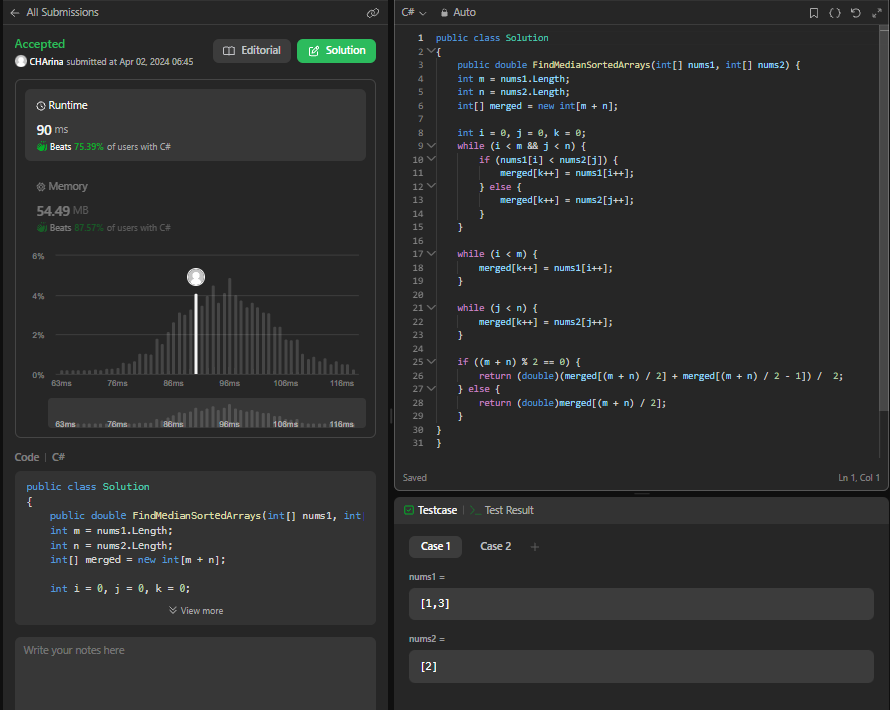 All Submissions
Accepted
CHArina submitted at Apr 02, 2024 06:45
Editorial
Solution
Runtime
90 ms
Beats 75.39% of users with C#
Memory
54.49 MB
Beats 87.57% of users with C#
6%
4%
2%
0%
63ms 76ms 86ms 96ms 106ms 116ms
63ms 76ms 86ms 96ms 106ms 116ms
Code | C#
public class Solution
{
    public double FindMedianSortedArrays(int[] nums1, int
    int m = nums1.Length;
    int n = nums2.Length;
    int[] merged = new int[m + n];
    int i = 0, j = 0, k = 0;
View more
Write your notes here
C# Auto
1 public class Solution
2 {
3     public double FindMedianSortedArrays(int[] nums1, int[] nums2) {
4     int m = nums1.Length;
5     int n = nums2.Length;
6     int[] merged = new int[m + n];
7
8     int i = 0, j = 0, k = 0;
9     while (i < m && j < n) {
10         if (nums1[i] < nums2[j]) {
11             merged[k++] = nums1[i++];
12         } else {
13             merged[k++] = nums2[j++];
14         }
15     }
16
17     while (i < m) {
18         merged[k++] = nums1[i++];
19     }
20
21     while (j < n) {
22         merged[k++] = nums2[j++];
23     }
24
25     if ((m + n) % 2 == 0) {
26         return (double)(merged[(m + n) / 2] + merged[(m + n) / 2 - 1]) /  2;
27     } else {
28         return (double)merged[(m + n) / 2];
29     }
30 }
31 }
Saved
Ln 1, Col 1
Testcase | Test Result
Case 1 Case 2 +
nums1 =
[1,3]
nums2 =
[2]